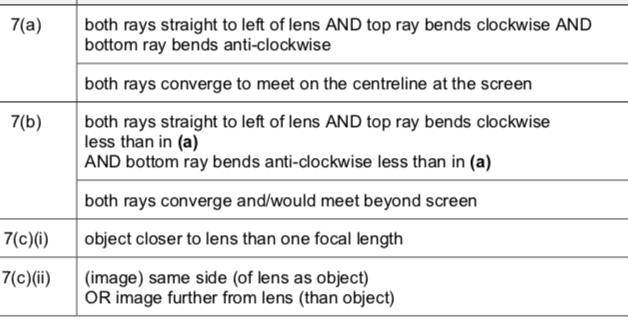 7(a) both rays straight to left of lens AND top ray bends clockwise AND
bottom ray bends anti-clockwise
both rays converge to meet on the centreline at the screen
7(b) both rays straight to left of lens AND top ray bends clockwise
less than in (a)
AND bottom ray bends anti-clockwise less than in (a)
both rays converge and/would meet beyond screen
7(c)(i) object closer to lens than one focal length
7(c)(ii) (image) same side (of lens as object)
OR image further from lens (than object)